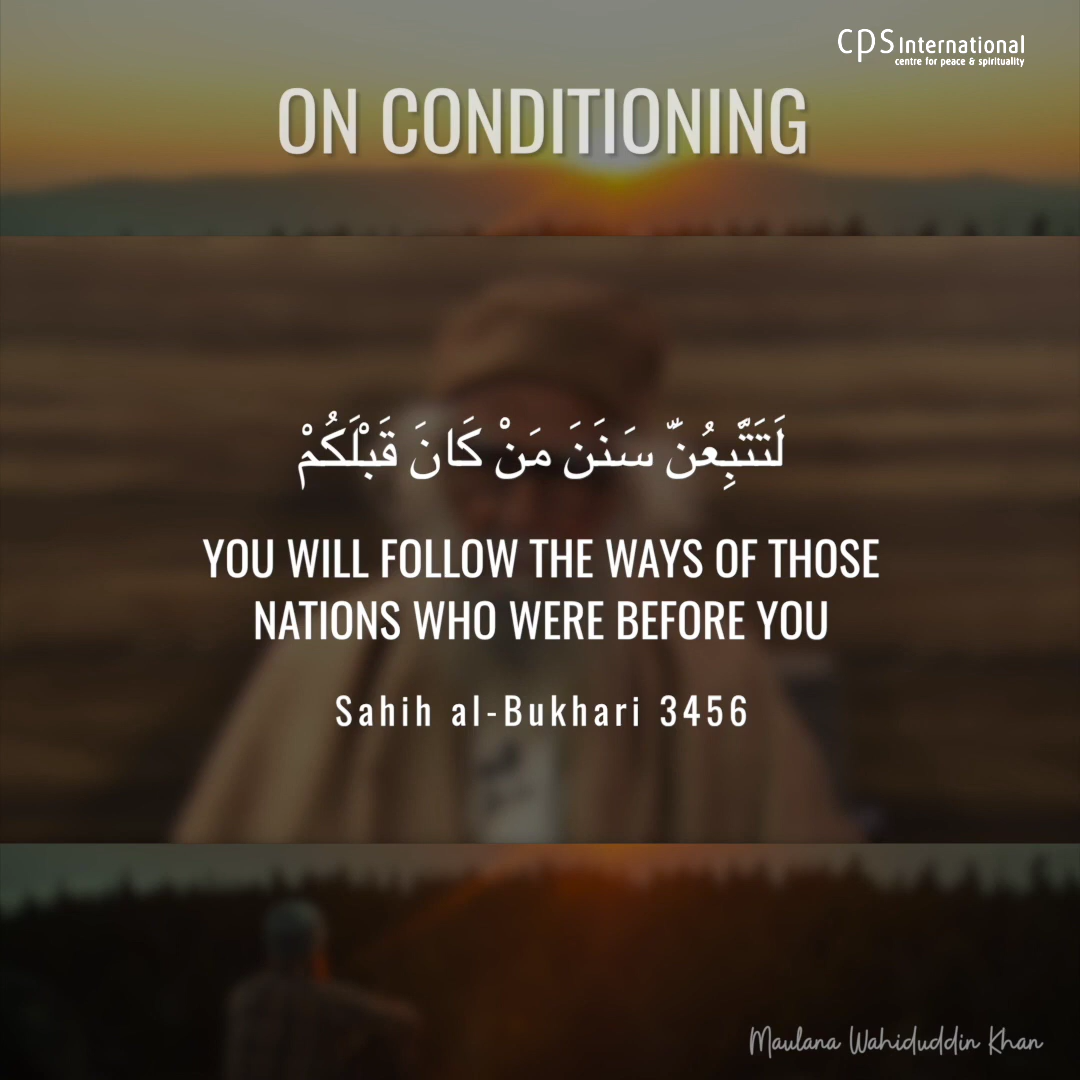 CPS International
centre for peace & spirituality
ON CONDITIONING
لَتَتَّبِعُنَّ سَنَنَ مَنْ كَانَ قَبْلَكُمْ
YOU WILL FOLLOW THE WAYS OF THOSE
NATIONS WHO WERE BEFORE YOU
Sahih al-Bukhari 3456
Maulana Wahiduddin Khan